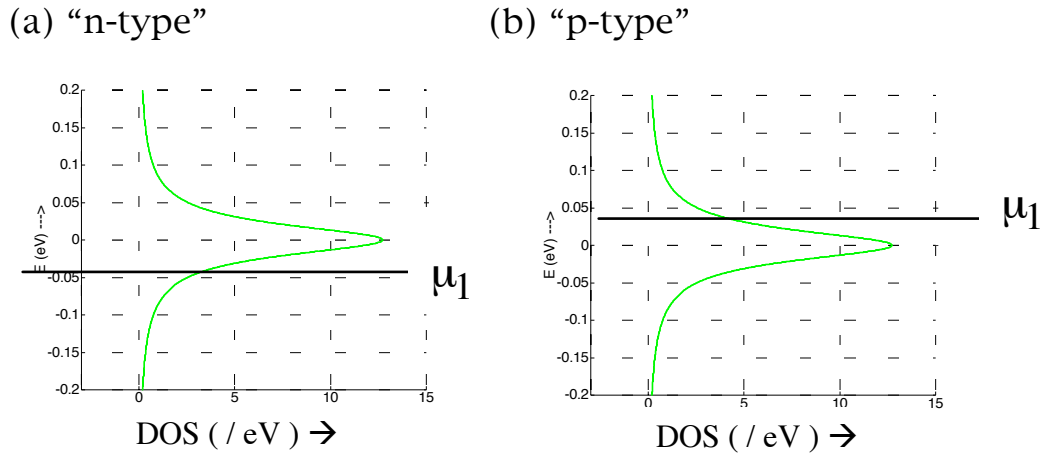 (a) “n-type”
(b) “p-type”
0.2
0.15
0.1
0.05
0
-0.05
-0.1
-0.15
-0.2
E (eV) --->
μ1
0 5 10 15
DOS ( / eV ) →
0.2
0.15
0.1
0.05
0
-0.05
-0.1
-0.15
-0.2
E (eV) --->
μ1
0 5 10 15
DOS ( / eV ) →